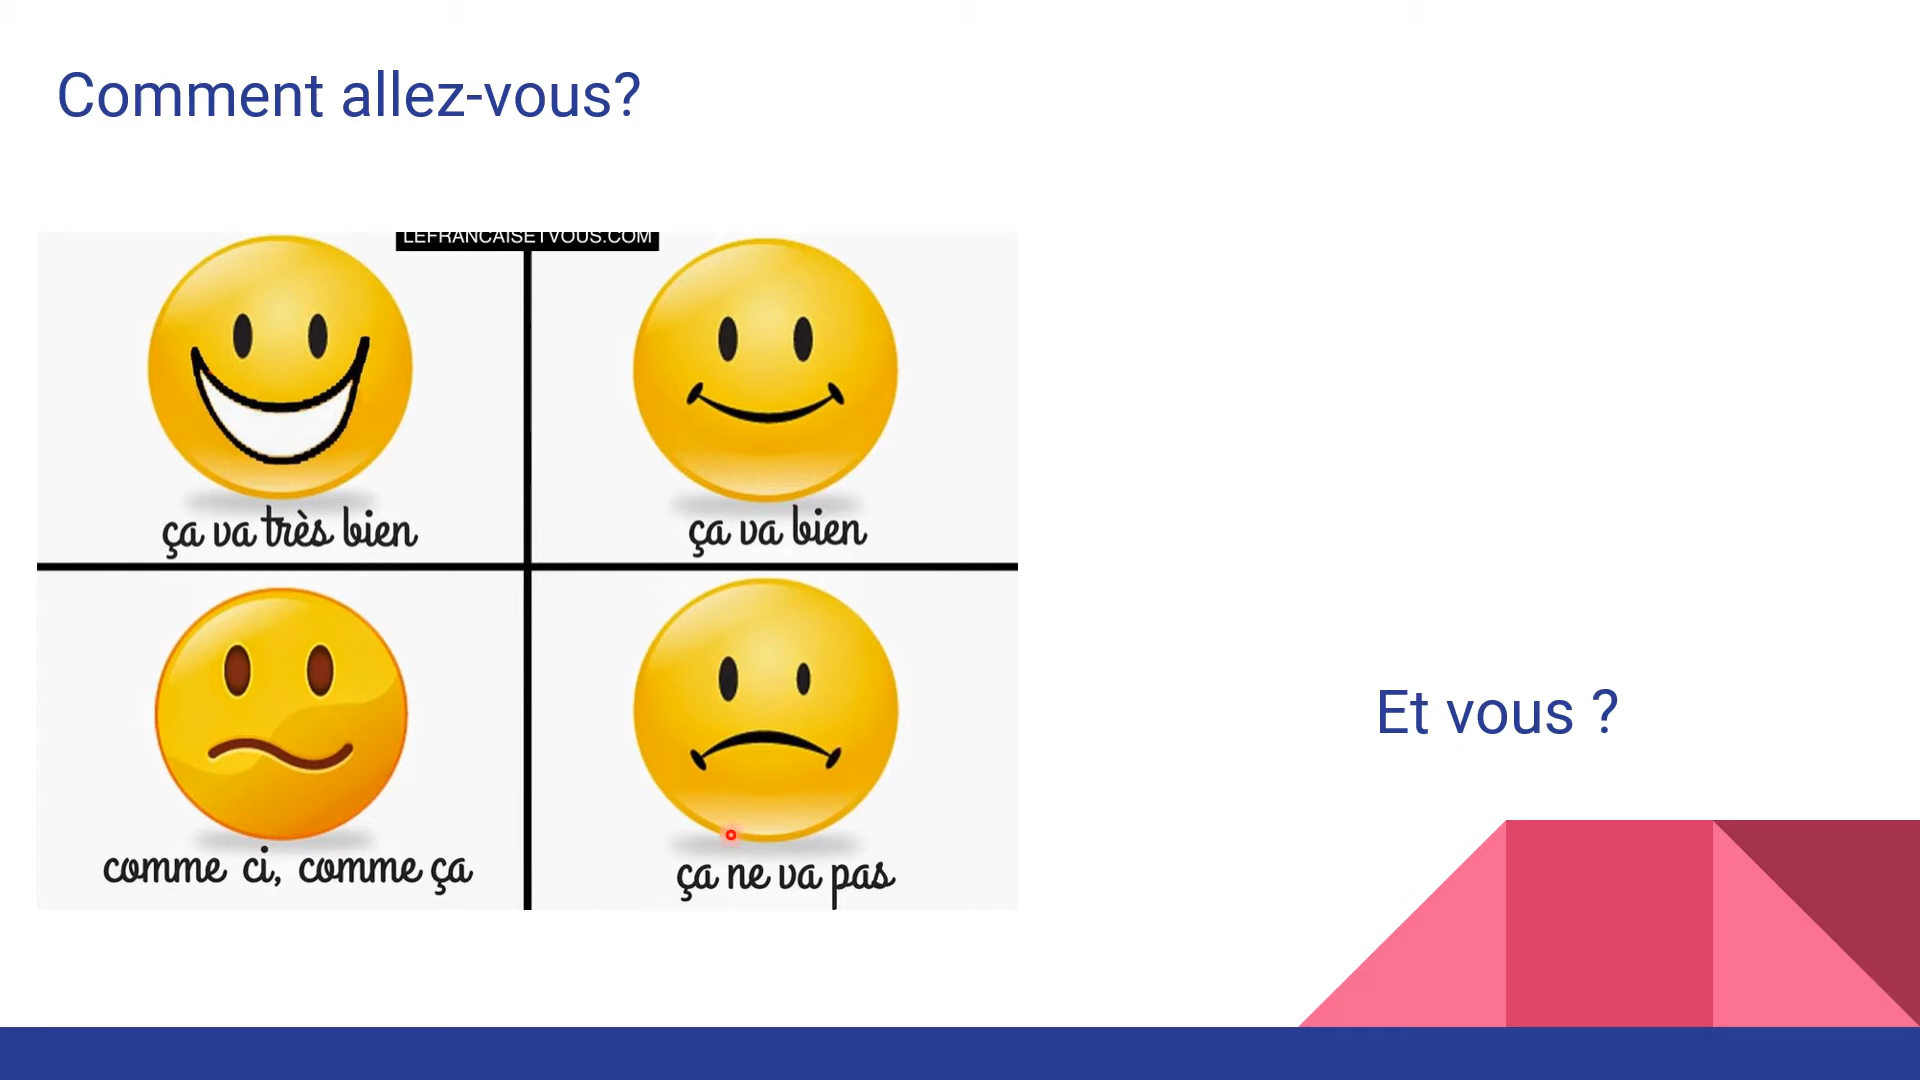 Comment allez-vous?
LEFRANCAISETVOUS.COM
ça va très bien
ça va bien
comme ci, comme ça
ça ne va pas
Et vous ?